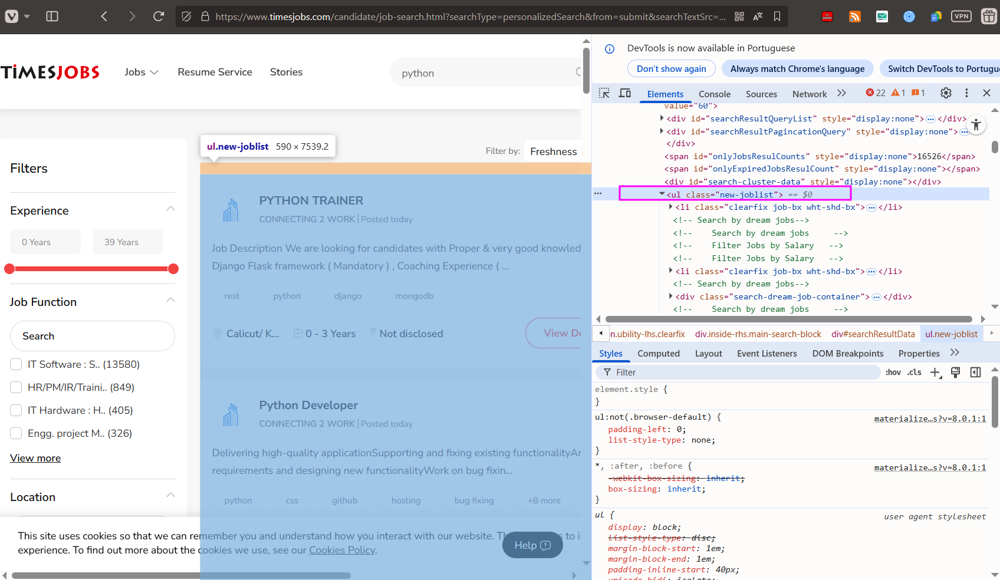 https://www.timesjobs.com/candidate/job-search.html?searchType=personalizedSearch&from=submit&searchTextSrc=...
VPN
TiMESJOBS
Jobs
Resume Service
Stories
python
Filter by:
Freshness
ul.new-joblist 590 × 7539.2
Filters
Experience
0 Years
39 Years
Job Function
Search
IT Software : S.. (13580)
HR/PM/IR/Traini.. (849)
IT Hardware : H.. (405)
Engg. project M.. (326)
View more
Location
PYTHON TRAINER
CONNECTING 2 WORK | Posted today
Job Description We are looking for candidates with Proper & very good knowled
Django Flask framework ( Mandatory ) , Coaching Experience ( ...
rest
python
django
mongodb
Calicut/ K...
0 - 3 Years
₹ Not disclosed
View De
Python Developer
CONNECTING 2 WORK | Posted today
Delivering high-quality applicationSupporting and fixing existing functionalityAn
requirements and designing new functionalityWork on bug fixin...
python
css
github
hosting
bug fixing
+8 more
This site uses cookies so that we can remember you and understand how you interact with our website. Th s to i
experience. To find out more about the cookies we use, see our Cookies Policy.
Help
DevTools is now available in Portuguese
Don't show again
Always match Chrome's language
Switch DevTools to Portugu
Elements
Console
Sources
Network
22
1
1
value="60">
<div id="searchResultQueryList" style="display:none">…</div>
<div id="searchResultPagincationQuery" style="display:none">…
</div>
<span id="onlyJobsResulCounts" style="display:none">16526</span>
<span id="onlyExpiredJobsResulCount" style="display:none"></span>
<div id="search-cluster-data" style="display:none"></div>
<ul class="new-joblist"> == $0
<li class="clearfix job-bx wht-shd-bx">…</li>
<!-- Search by dream jobs-->
<!-- Search by dream jobs -->
<!-- Filter Jobs by Salary -->
<!-- Filter Jobs by Salary -->
<li class="clearfix job-bx wht-shd-bx">…</li>
<!-- Search by dream jobs-->
<div class="search-dream-job-container">…</div>
<!-- Search by dream jobs -->
n.ubility-lhs.clearfix
div.inside-rhs.main-search-block
div#searchResultData
ul.new-joblist
Styles
Computed
Layout
Event Listeners
DOM Breakpoints
Properties
Filter
:hov
.cls
element.style {
}
ul:not(.browser-default) {
materialize…s?v=8.0.1:1
padding-left: 0;
list-style-type: none;
}
*, :after, :before {
materialize…s?v=8.0.1:1
-webkit-box-sizing: inherit;
box-sizing: inherit;
}
ul {
user agent stylesheet
display: block;
list-style-type: disc;
margin-block-start: 1em;
margin-block-end: 1em;
padding-inline-start: 40px;
unicode-bidi: isolate;